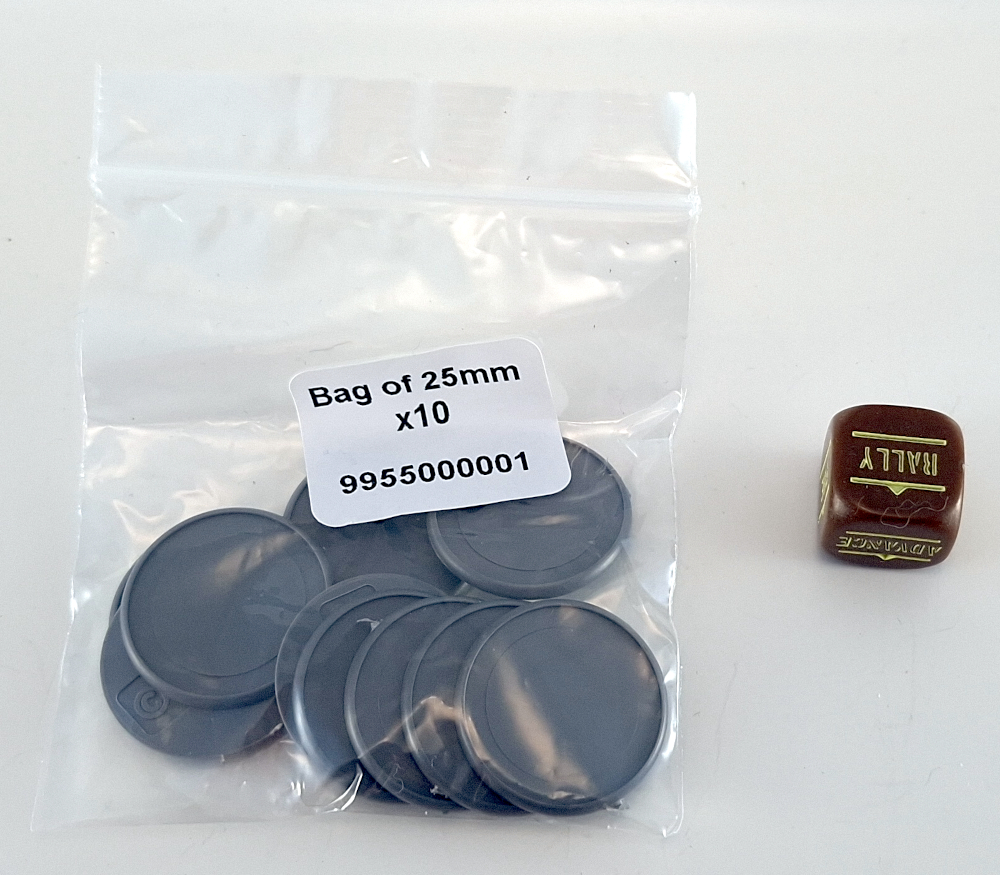 Bag of 25mm
x10
9955000001
RALLY
ADVANCE